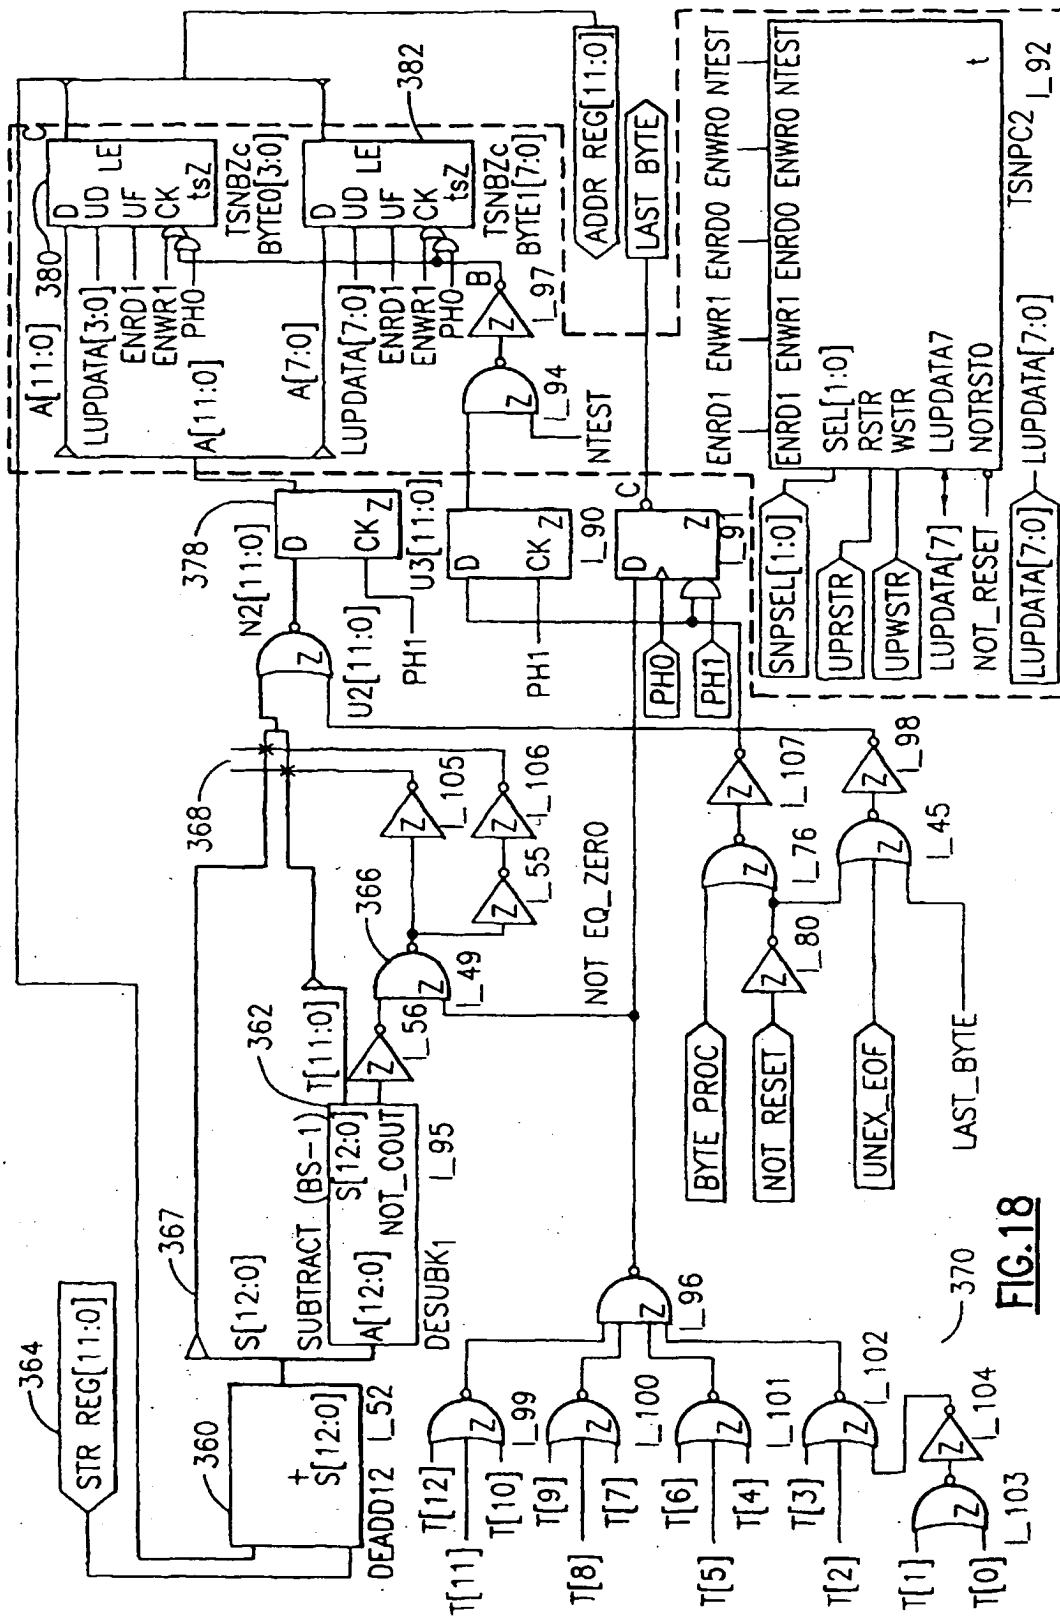 364
STR REG[11:0]
360
+
S[12:0]
DEADD12
I_52
367
S[12:0]
SUBTRACT (BS-1)
A[12:0]
S[12:0]
NOT_COUT
DESUBK1
I_95
362
T[11:0]
I_56
366
I_49
368
I_105
I_55
I_106
N2[11:0]
U2[11:0]
Z
378
D
CK
Z
PH1
U3[11:0]
A[11:0]
380
C
D
UD
LE
UF
CK
tsZ
LUPDATA[3:0]
ENRD1
ENWR1
PH0
TSNBZc
BYTE0[3:0]
A[11:0]
A[7:0]
382
D
UD
LE
UF
CK
tsZ
LUPDATA[7:0]
ENRD1
ENWR1
PH0
TSNBZc
BYTE1[7:0]
B
Z
I_97
Z
I_94
NTEST
ADDR REG[11:0]
LAST BYTE
D
CK
Z
I_90
PH1
C
D
Z
I_91
PH0
PH1
NOT EQ_ZERO
T[12]
T[11]
T[10]
Z
I_99
T[9]
T[8]
T[7]
Z
I_100
T[6]
T[5]
T[4]
Z
I_101
T[3]
T[2]
Z
I_102
T[1]
T[0]
Z
I_103
Z
I_104
Z
I_96
370
BYTE PROC
NOT RESET
UNEX_EOF
LAST_BYTE
Z
I_80
Z
I_76
Z
I_107
Z
I_45
Z
I_98
ENRD1 ENWR1 ENRD0 ENWR0 NTEST
ENRD1 ENWR1 ENRD0 ENWR0 NTEST
SEL[1:0]
RSTR
WSTR
LUPDATA7
NOTRST0
t
TSNPC2
I_92
SNPSEL[1:0]
UPRSTR
UPWSTR
LUPDATA[7]
NOT_RESET
LUPDATA[7:0]
LUPDATA[7:0]
FIG.18